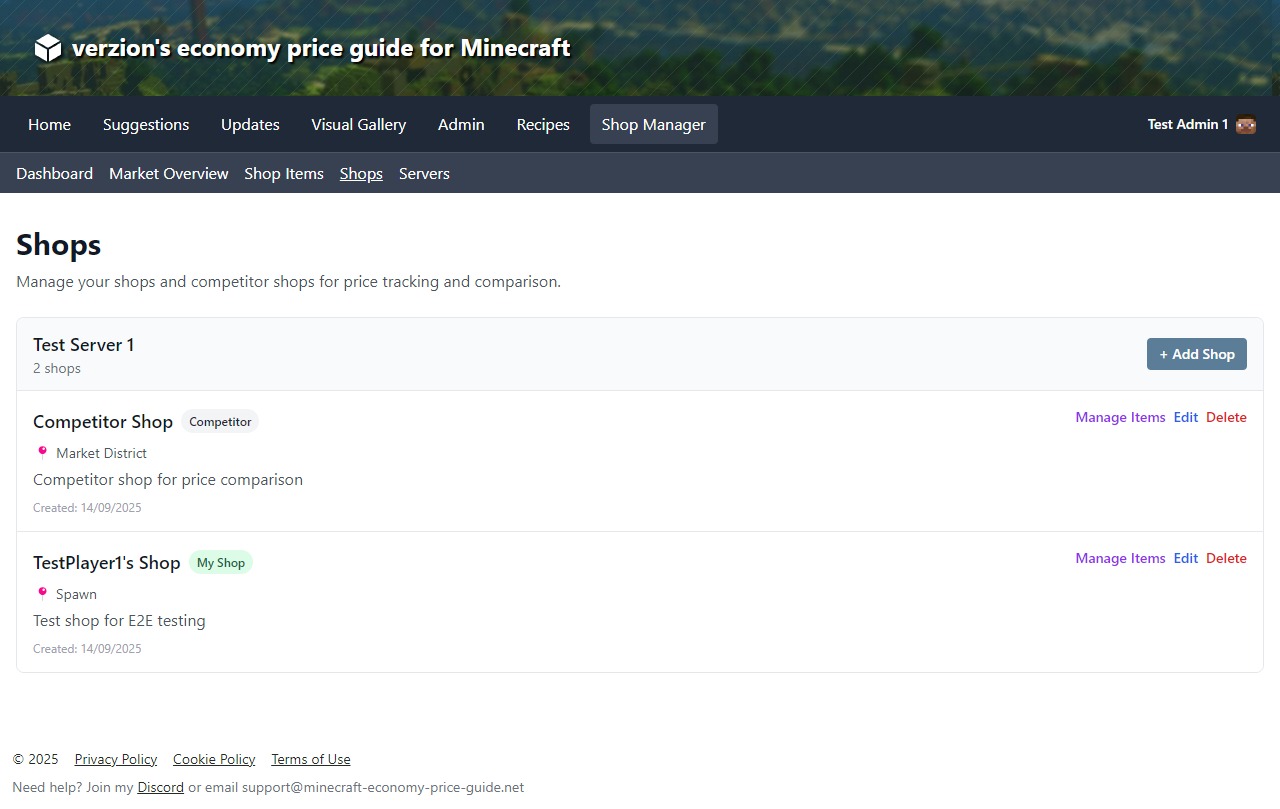 verzion's economy price guide for Minecraft
Home Suggestions Updates Visual Gallery Admin Recipes Shop Manager Test Admin 1
Dashboard Market Overview Shop Items Shops Servers
Shops
Manage your shops and competitor shops for price tracking and comparison.
Test Server 1
2 shops
+ Add Shop
Competitor Shop Competitor
Manage Items Edit Delete
Market District
Competitor shop for price comparison
Created: 14/09/2025
TestPlayer1's Shop My Shop
Manage Items Edit Delete
Spawn
Test shop for E2E testing
Created: 14/09/2025
© 2025 Privacy Policy Cookie Policy Terms of Use
Need help? Join my Discord or email support@minecraft-economy-price-guide.net